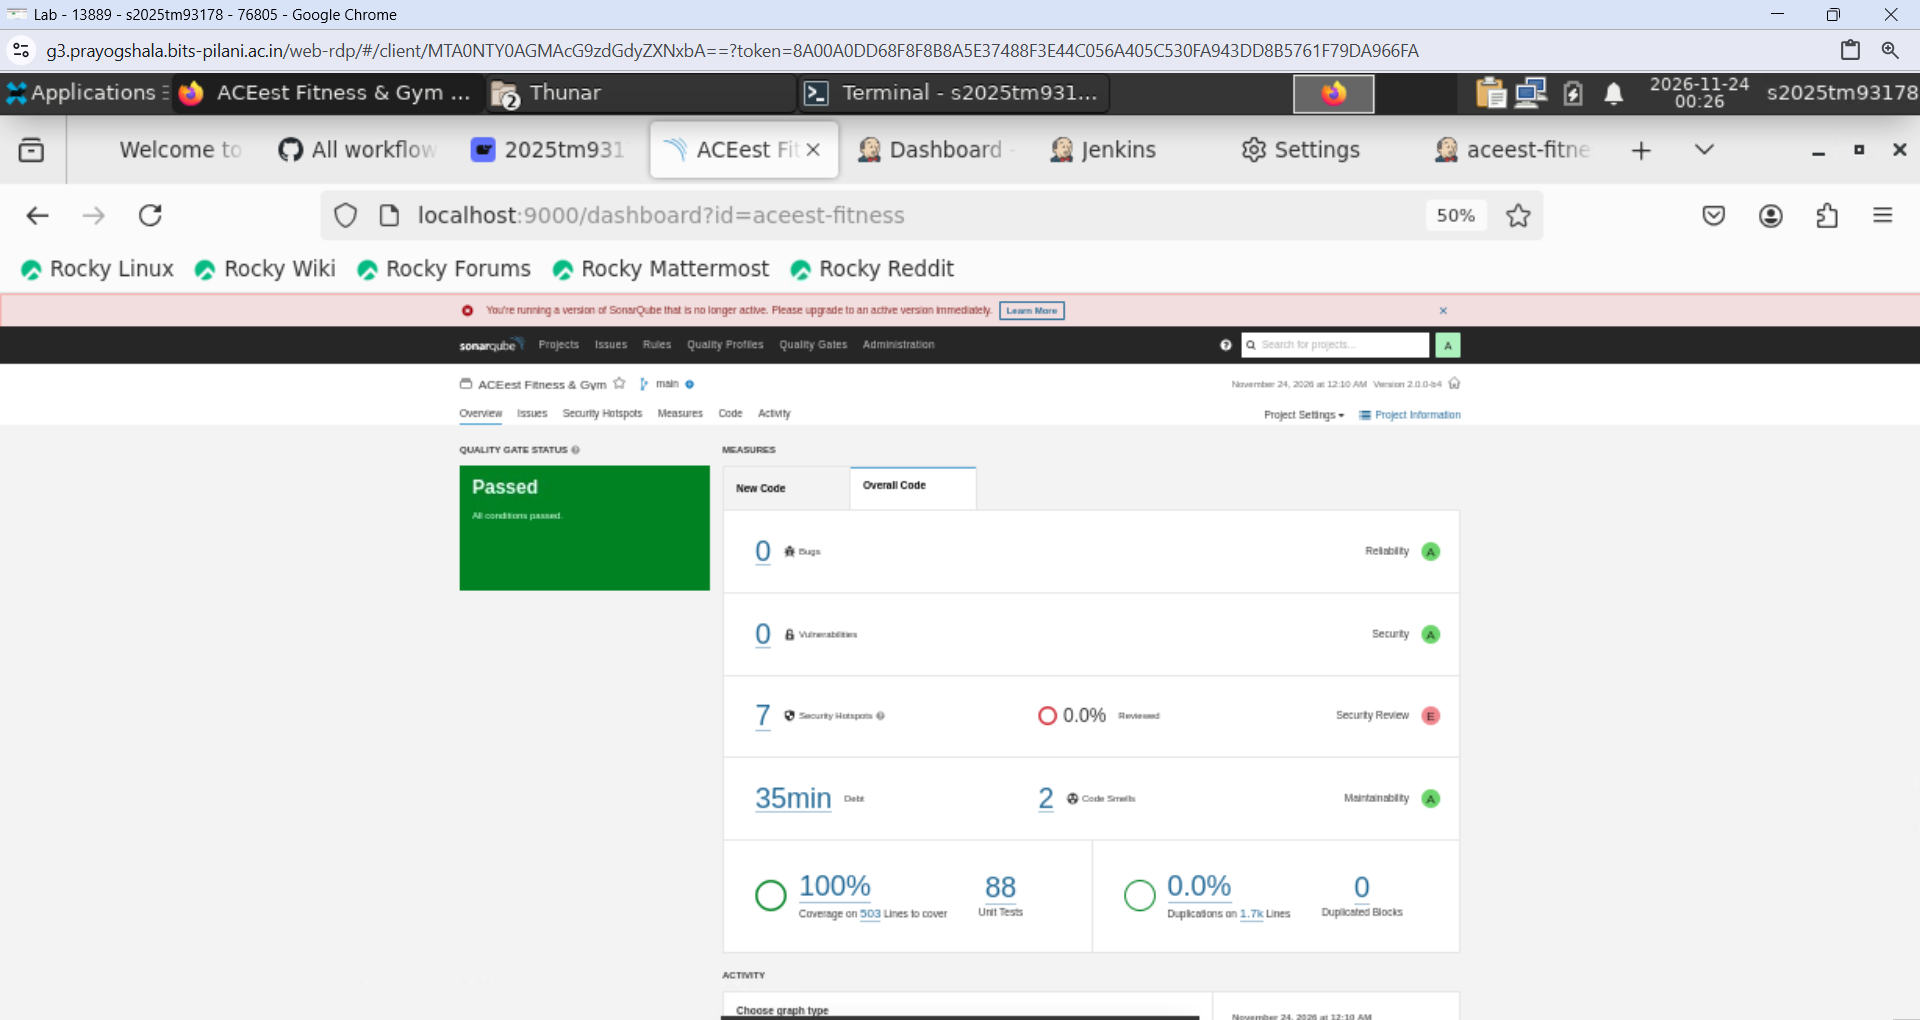 Lab - 13889 - s2025tm93178 - 76805 - Google Chrome
g3.prayogshala.bits-pilani.ac.in/web-rdp/#/client/MTA0NTY0AGMAcG9zdGdyZXNxbA==?token=8A00A0DD68F8F8B8A5E37488F3E44C056A405C530FA943DD8B5761F79DA966FA
Applications ACEest Fitness & Gym ... 2 Thunar Terminal - s2025tm931... 2026-11-24 00:26 s2025tm93178
Welcome to All workflow 2025tm931 ACEest Fit Dashboard - Jenkins Settings aceest-fitne
localhost:9000/dashboard?id=aceest-fitness 50%
Rocky Linux Rocky Wiki Rocky Forums Rocky Mattermost Rocky Reddit
You're running a version of SonarQube that is no longer active. Please upgrade to an active version immediately. Learn More
sonarqube Projects Issues Rules Quality Profiles Quality Gates Administration Search for projects... A
ACEest Fitness & Gym main November 24, 2026 at 12:10 AM Version 2.0.0-b4
Overview Issues Security Hotspots Measures Code Activity Project Settings Project Information
QUALITY GATE STATUS MEASURES
Passed
All conditions passed.
New Code Overall Code
0 Bugs Reliability A
0 Vulnerabilities Security A
7 Security Hotspots 0.0% Reviewed Security Review E
35min Debt 2 Code Smells Maintainability A
100% 88 0.0% 0
Coverage on 503 Lines to cover Unit Tests Duplications on 1.7k Lines Duplicated Blocks
ACTIVITY
Choose graph type
November 24, 2026 at 12:10 AM